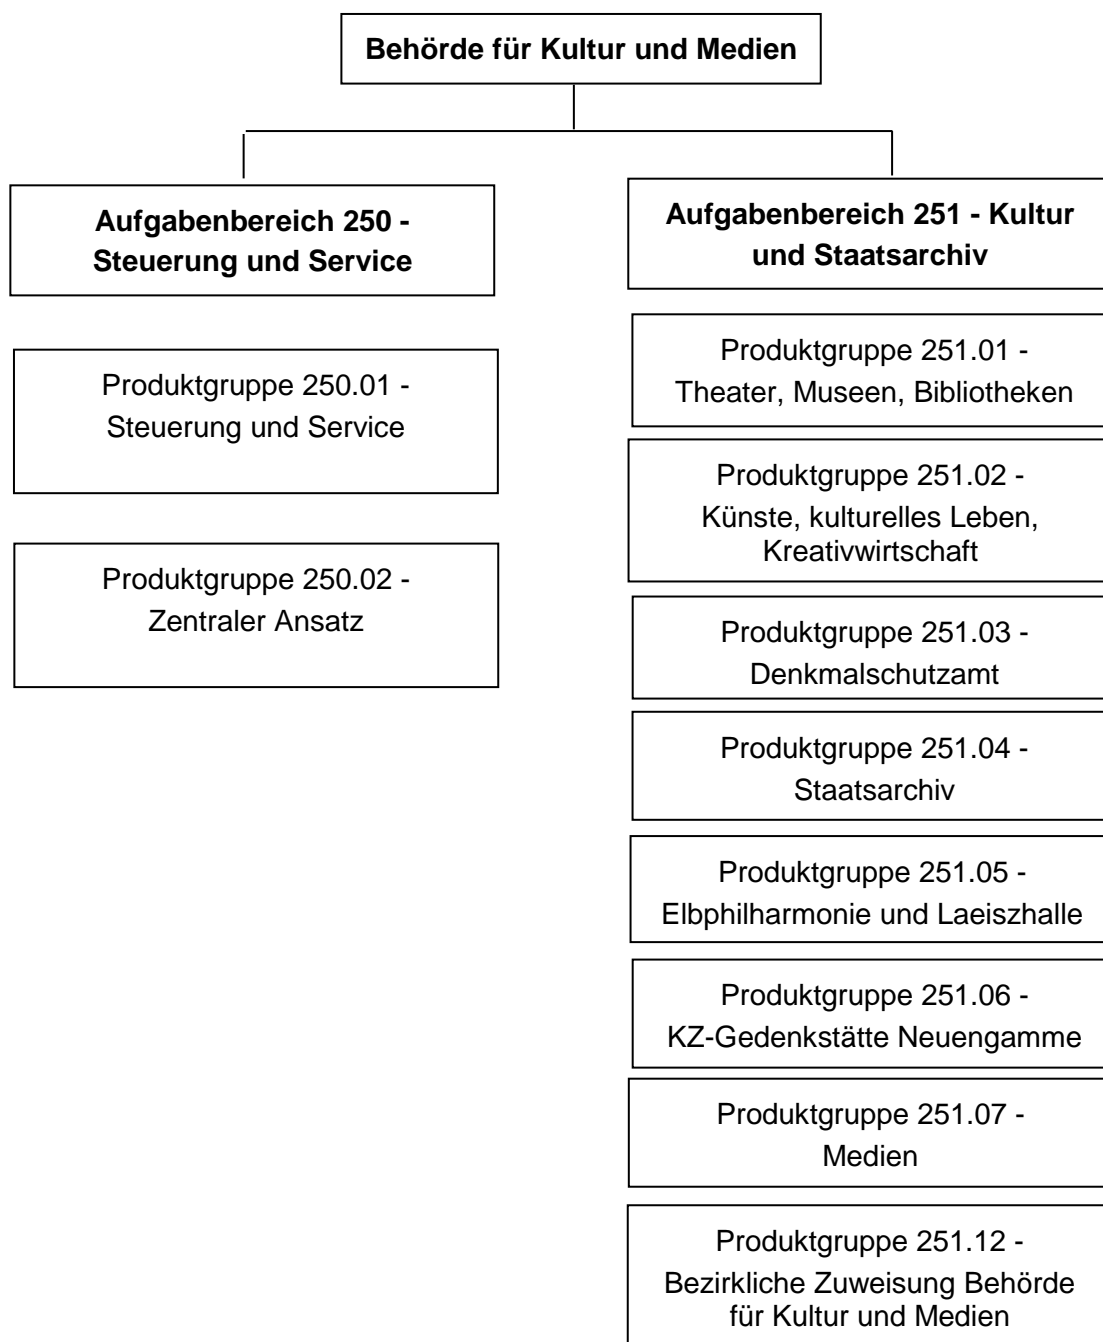 Behörde für Kultur und Medien
Aufgabenbereich 250 -
Steuerung und Service
Produktgruppe 250.01 -
Steuerung und Service
Produktgruppe 250.02 -
Zentraler Ansatz
Aufgabenbereich 251 - Kultur
und Staatsarchiv
Produktgruppe 251.01 -
Theater, Museen, Bibliotheken
Produktgruppe 251.02 -
Künste, kulturelles Leben,
Kreativwirtschaft
Produktgruppe 251.03 -
Denkmalschutzamt
Produktgruppe 251.04 -
Staatsarchiv
Produktgruppe 251.05 -
Elbphilharmonie und Laeiszhalle
Produktgruppe 251.06 -
KZ-Gedenkstätte Neuengamme
Produktgruppe 251.07 -
Medien
Produktgruppe 251.12 -
Bezirkliche Zuweisung Behörde
für Kultur und Medien